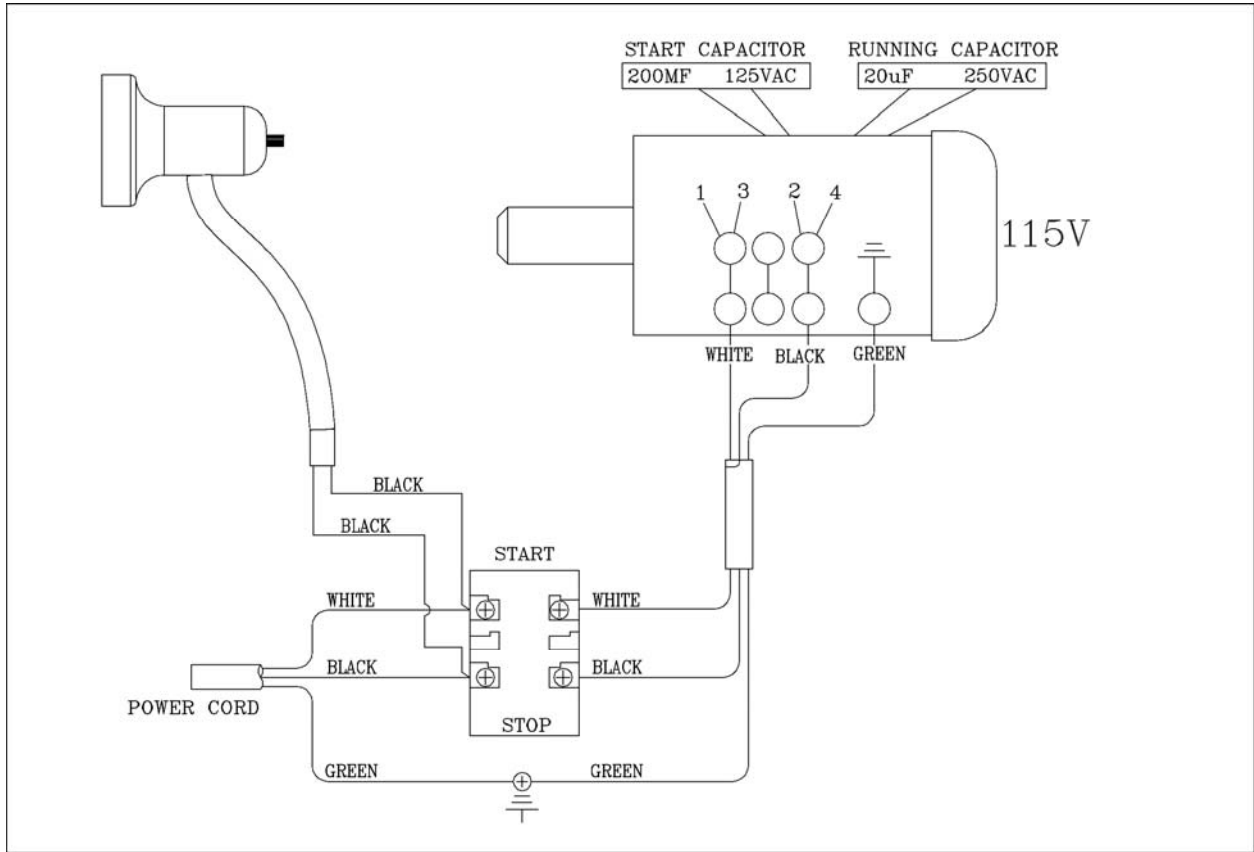 START CAPACITOR
200MF 125VAC
RUNNING CAPACITOR
20uF 250VAC
1 3 2 4
115V
WHITE BLACK GREEN
BLACK
BLACK
START
WHITE
WHITE
BLACK
BLACK
POWER CORD
STOP
GREEN
GREEN